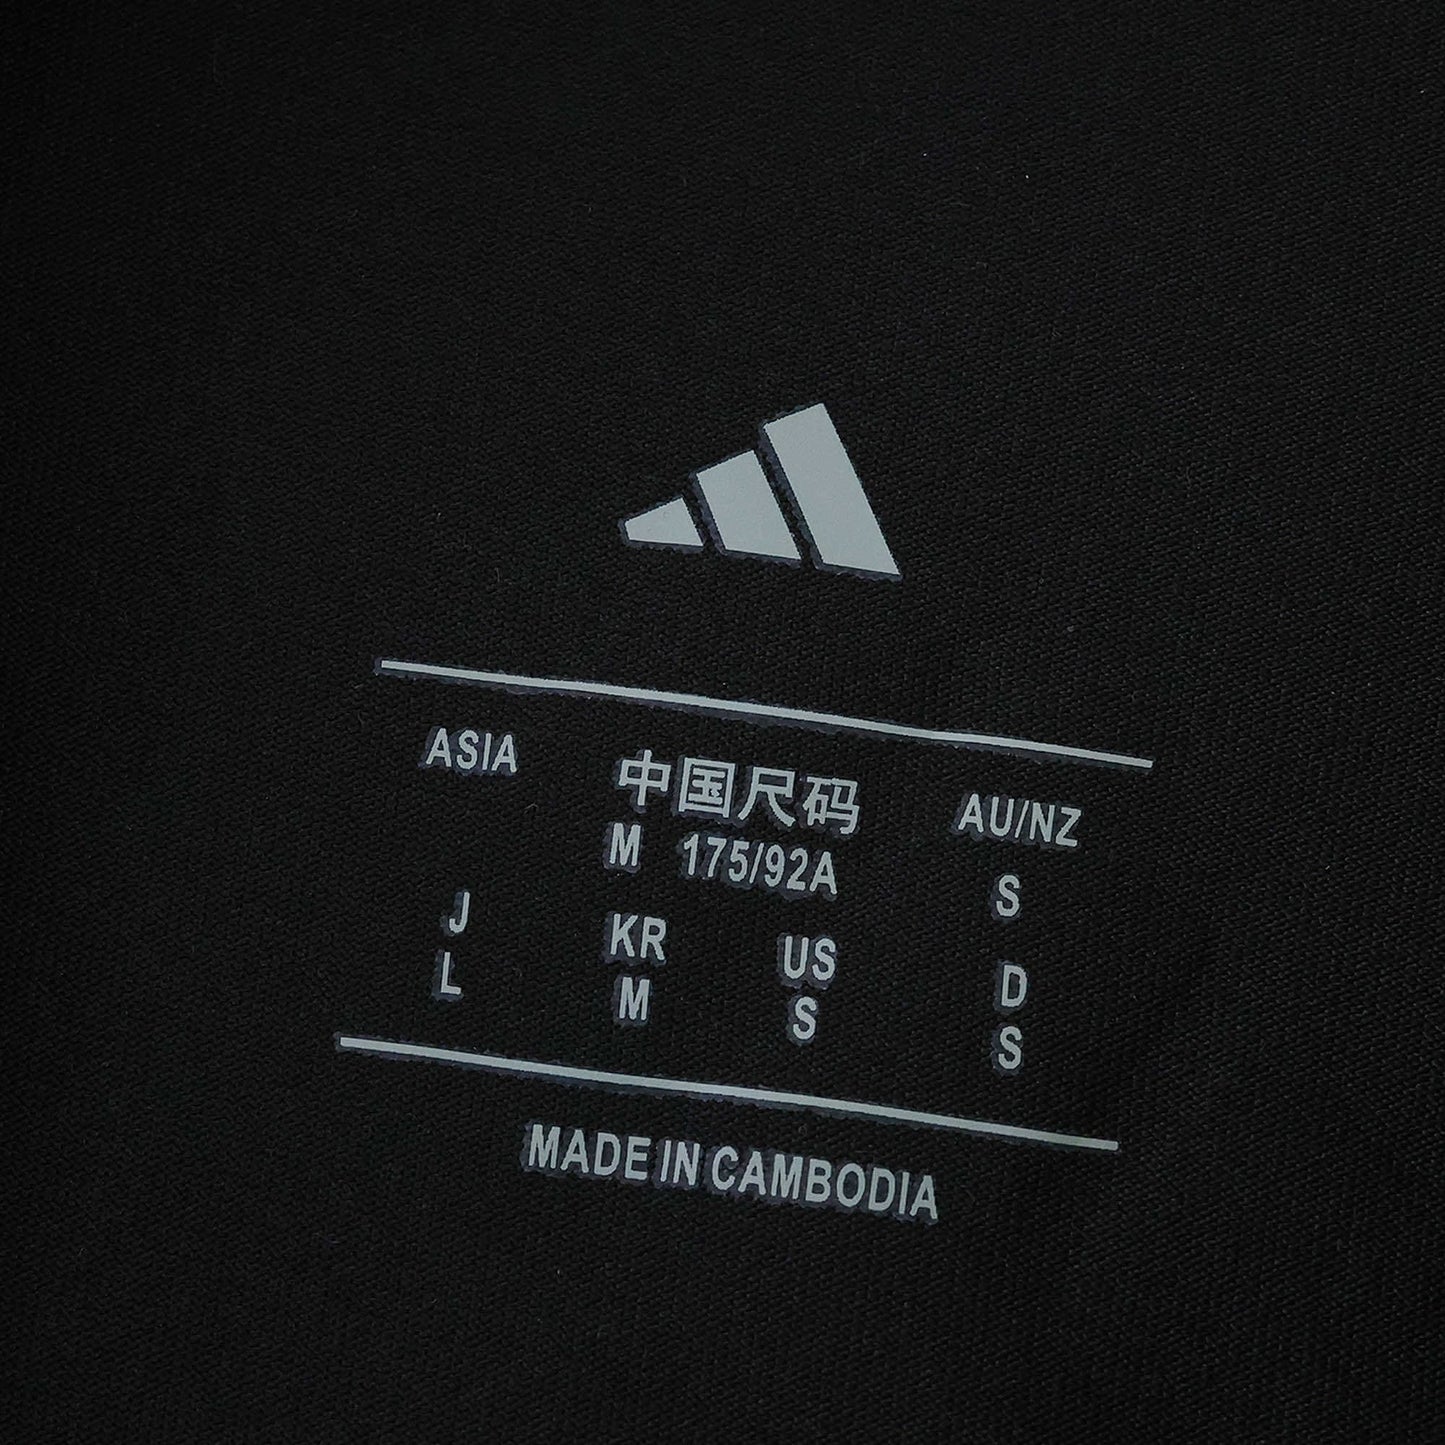 ASIA 中国尺码 AU/NZ
M 175/92A S
J KR US D
L M S S
MADE IN CAMBODIA